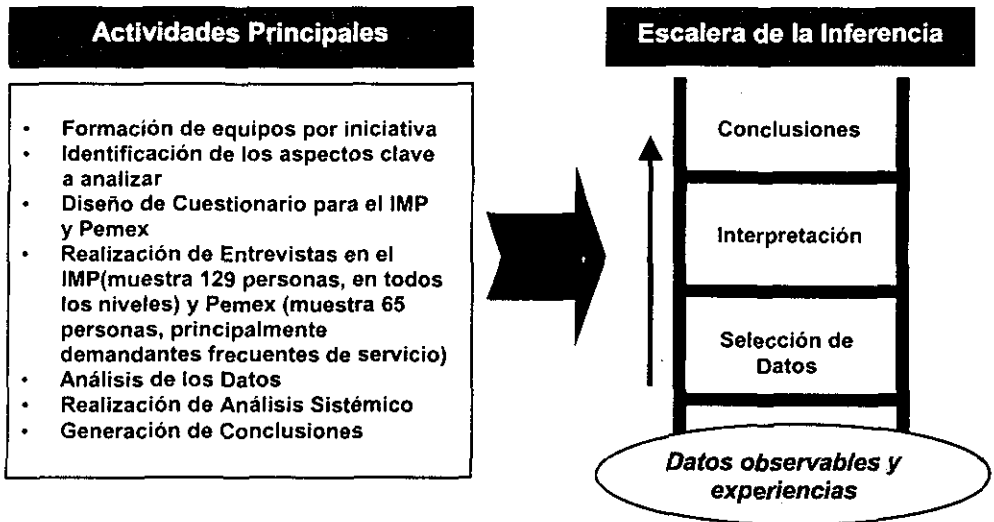 Actividades Principales
• Formación de equipos por iniciativa
• Identificación de los aspectos clave
a analizar
• Diseño de Cuestionario para el IMP
y Pemex
• Realización de Entrevistas en el
IMP(muestra 129 personas, en todos
los niveles) y Pemex (muestra 65
personas, principalmente
demandantes frecuentes de servicio)
• Análisis de los Datos
• Realización de Análisis Sistémico
• Generación de Conclusiones
Escalera de la Inferencia
Conclusiones
Interpretación
Selección de
Datos
Datos observables y
experiencias